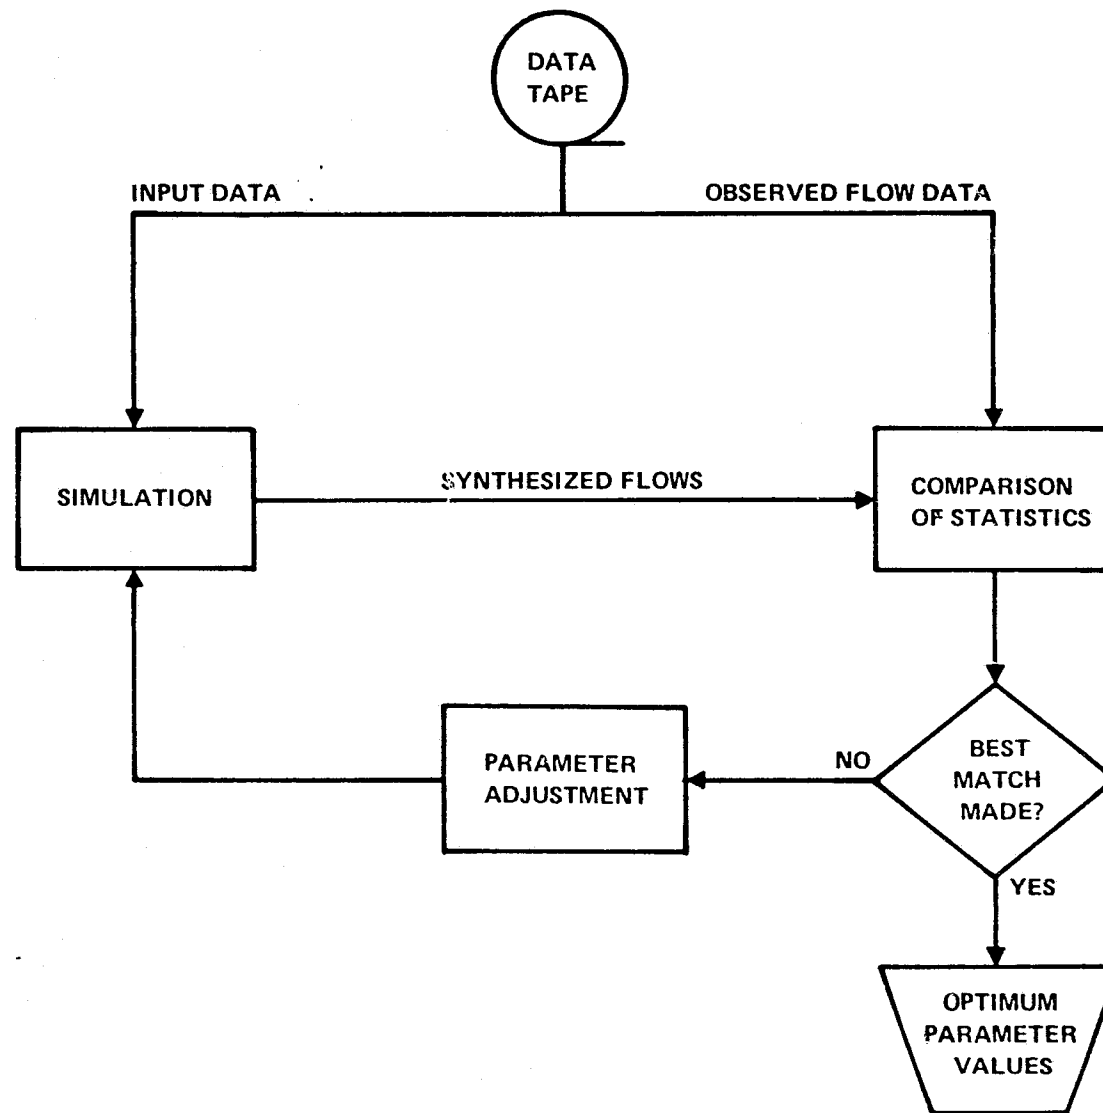 DATA
TAPE
INPUT DATA
OBSERVED FLOW DATA
SIMULATION
SYNTHESIZED FLOWS
COMPARISON
OF STATISTICS
PARAMETER
ADJUSTMENT
NO
BEST
MATCH
MADE?
YES
OPTIMUM
PARAMETER
VALUES